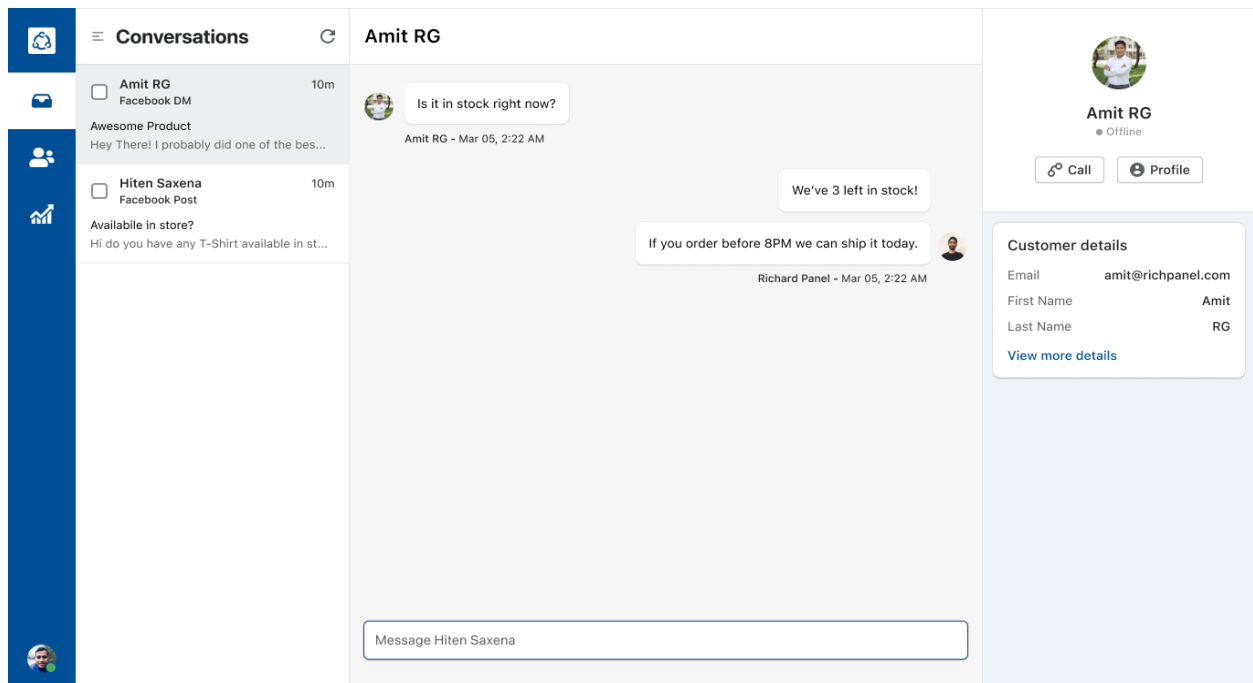 Conversations
Amit RG
10m
Facebook DM
Awesome Product
Hey There! I probably did one of the bes...
Hiten Saxena
10m
Facebook Post
Availabile in store?
Hi do you have any T-Shirt available in st...
Amit RG
Is it in stock right now?
Amit RG - Mar 05, 2:22 AM
We've 3 left in stock!
If you order before 8PM we can ship it today.
Richard Panel - Mar 05, 2:22 AM
Message Hiten Saxena
Amit RG
Offline
Call
Profile
Customer details
Email amit@richpanel.com
First Name Amit
Last Name RG
View more details